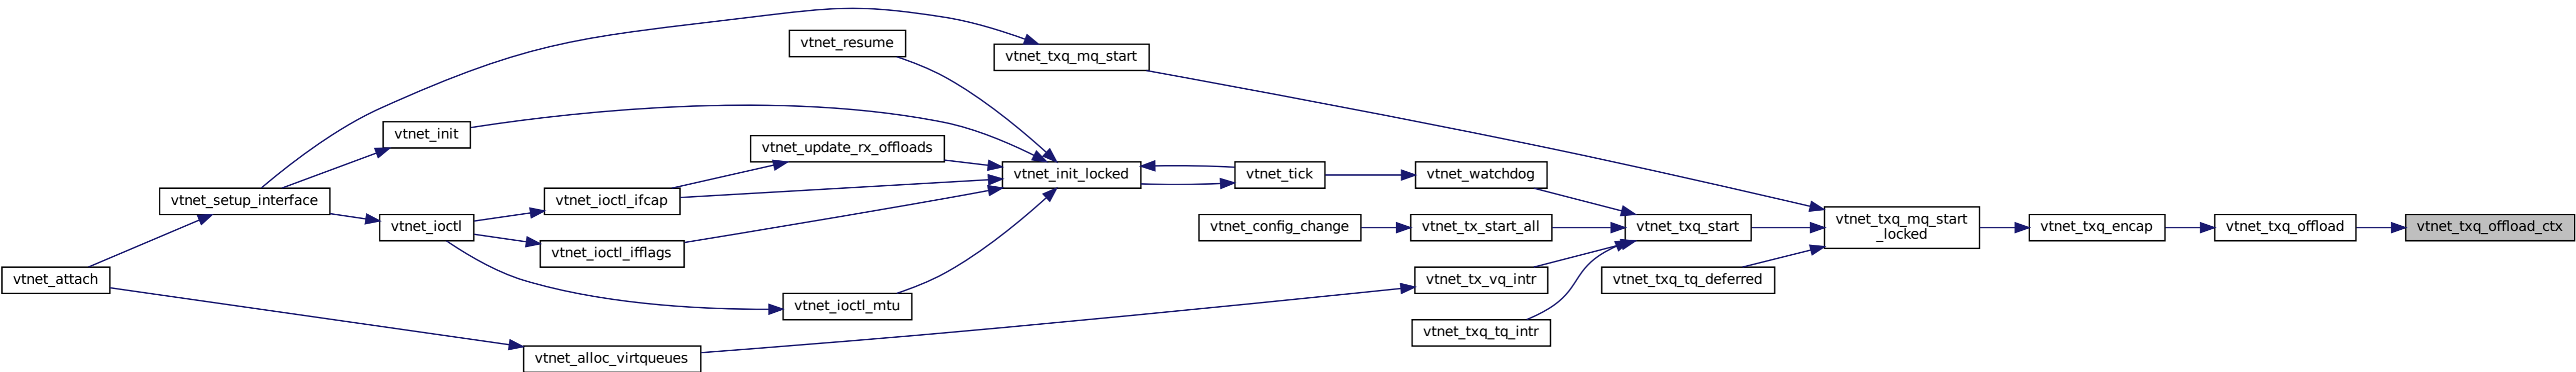 vtnet_resume
vtnet_txq_mq_start
vtnet_init
vtnet_update_rx_offloads
vtnet_init_locked
vtnet_tick
vtnet_watchdog
vtnet_setup_interface
vtnet_ioctl_ifcap
vtnet_ioctl
vtnet_config_change
vtnet_tx_start_all
vtnet_txq_start
vtnet_txq_mq_start
_locked
vtnet_txq_encap
vtnet_txq_offload
vtnet_txq_offload_ctx
vtnet_ioctl_ifflags
vtnet_attach
vtnet_tx_vq_intr
vtnet_txq_tq_deferred
vtnet_ioctl_mtu
vtnet_txq_tq_intr
vtnet_alloc_virtqueues